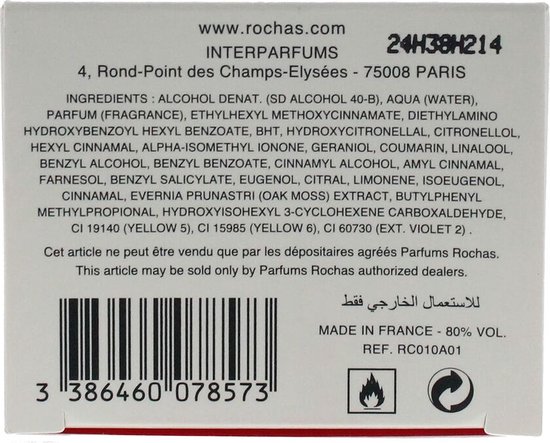 www.rochas.com
24H38H214
INTERPARFUMS
4, Rond-Point des Champs-Elysées - 75008 PARIS
INGREDIENTS : ALCOHOL DENAT. (SD ALCOHOL 40-B), AQUA (WATER),
PARFUM (FRAGRANCE), ETHYLHEXYL METHOXYCINNAMATE, DIETHYLAMINO
HYDROXYBENZOYL HEXYL BENZOATE, BHT, HYDROXYCITRONELLAL, CITRONELLOL,
HEXYL CINNAMAL, ALPHA-ISOMETHYL IONONE, GERANIOL, COUMARIN, LINALOOL,
BENZYL ALCOHOL, BENZYL BENZOATE, CINNAMYL ALCOHOL, AMYL CINNAMAL,
FARNESOL, BENZYL SALICYLATE, EUGENOL, CITRAL, LIMONENE, ISOEUGENOL,
CINNAMAL, EVERNIA PRUNASTRI (OAK MOSS) EXTRACT, BUTYLPHENYL
METHYLPROPIONAL, HYDROXYISOHEXYL 3-CYCLOHEXENE CARBOXALDEHYDE,
CI 19140 (YELLOW 5), CI 15985 (YELLOW 6), CI 60730 (EXT. VIOLET 2) .
Cet article ne peut être vendu que par les dépositaires agréés Parfums Rochas.
This article may be sold only by Parfums Rochas authorized dealers.
للاستعمال الخارجي فقط
MADE IN FRANCE - 80% VOL.
REF. RC010A01
3 386460 078573